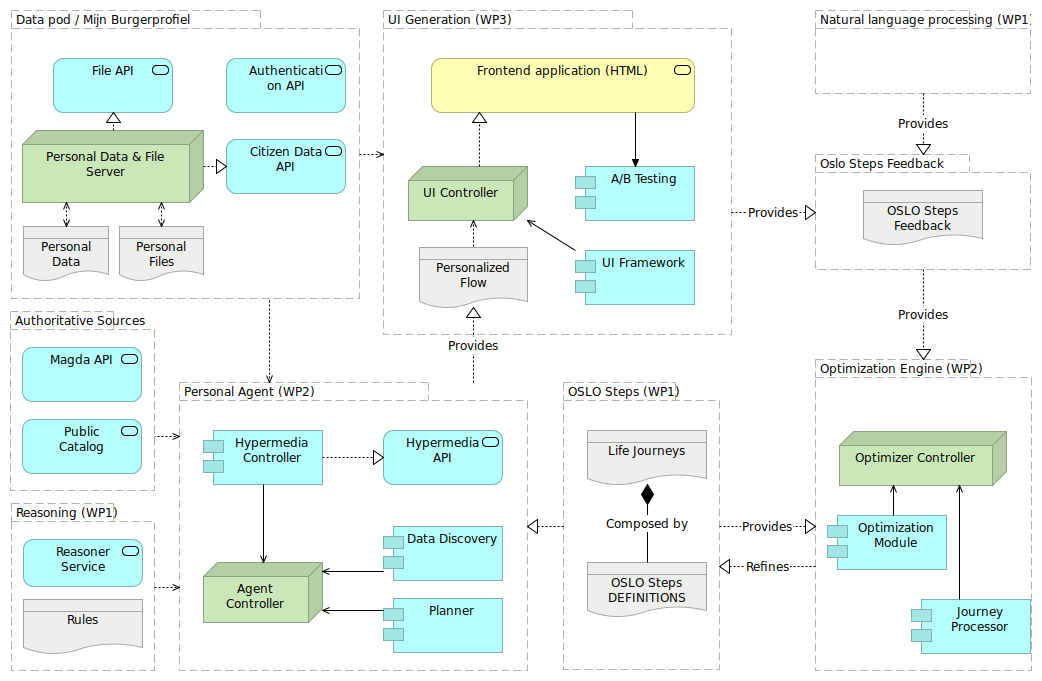 Data pod / Mijn Burgerprofiel
File API
Authenticati
on API
Personal Data & File
Server
Citizen Data
API
Personal
Data
Personal
Files
UI Generation (WP3)
Frontend application (HTML)
UI Controller
A/B Testing
UI Framework
Personalized
Flow
Provides
Natural language processing (WP1)
Provides
Oslo Steps Feedback
OSLO Steps
Feedback
Provides
Provides
Authoritative Sources
Magda API
Public
Catalog
Reasoning (WP1)
Reasoner
Service
Rules
Personal Agent (WP2)
Hypermedia
Controller
Hypermedia
API
Data Discovery
Agent
Controller
Planner
OSLO Steps (WP1)
Life Journeys
Composed by
OSLO Steps
DEFINITIONS
Provides
Refines
Optimization Engine (WP2)
Optimizer Controller
Optimization
Module
Journey
Processor